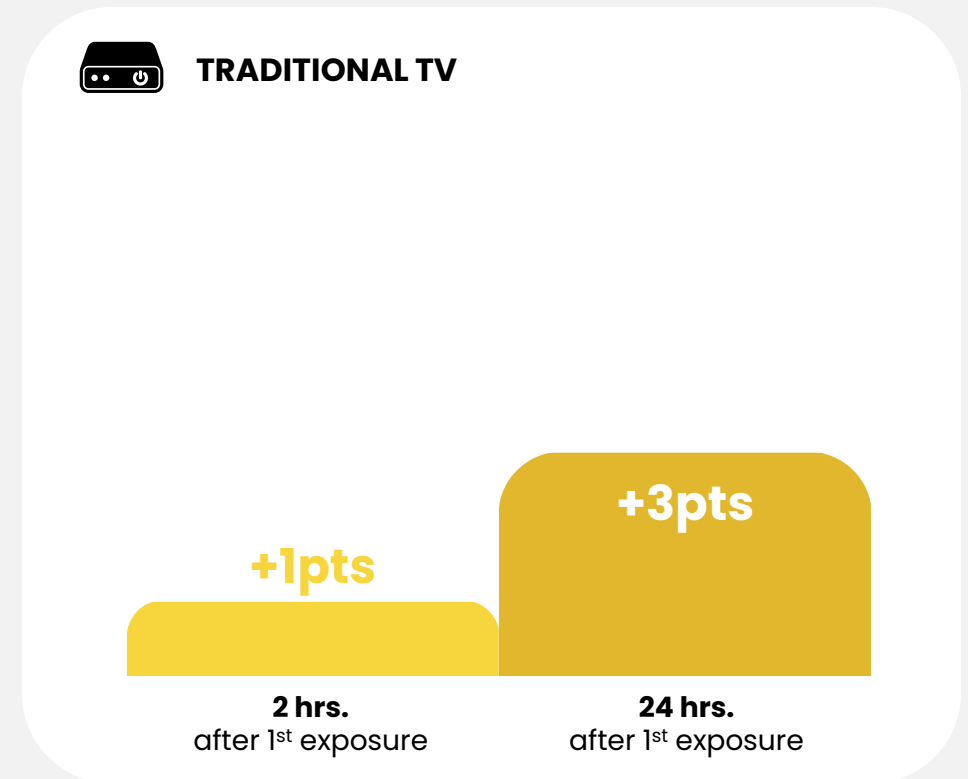 TRADITIONAL TV
+1pts
+3pts
2 hrs.
after 1st exposure
24 hrs.
after 1st exposure